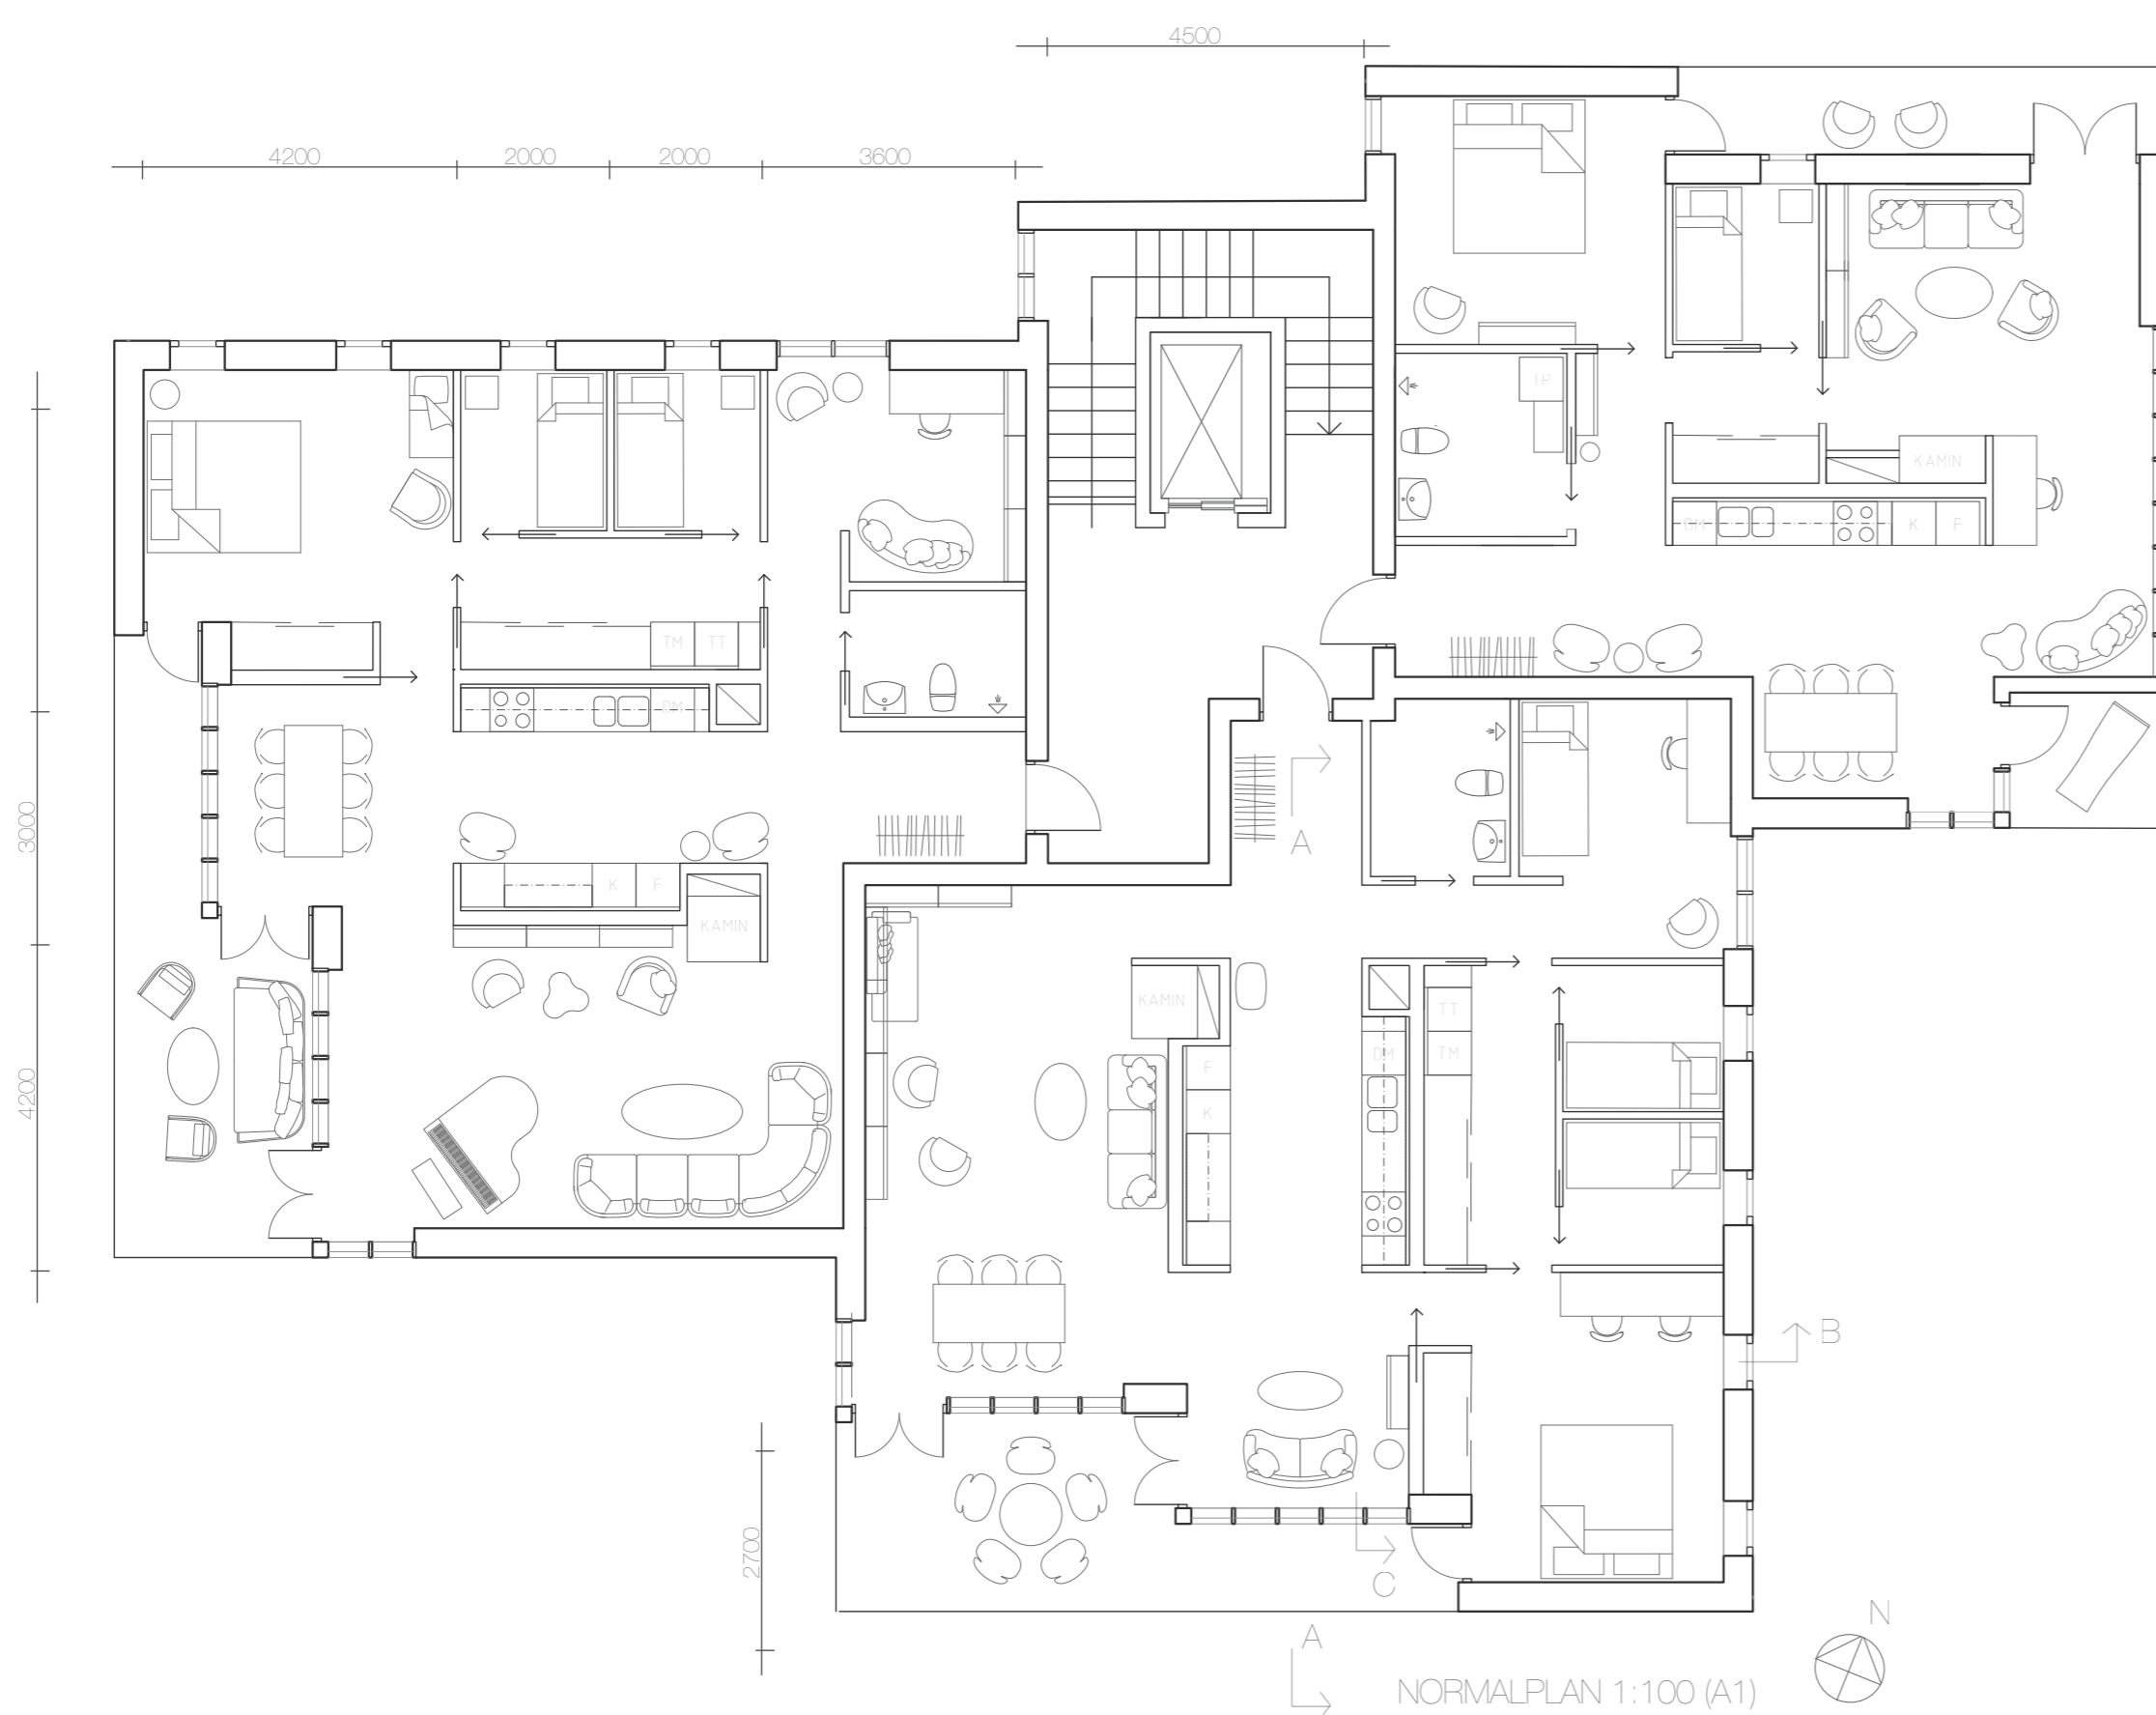 4500
4200 2000 2000 3600
TP
KAMIN
DM K F
TM TT
DM
3000
A
K F
KAMIN
KAMIN
TT
F DM TM
K
4200
B
2700
C
N
A
NORMALPLAN 1:100 (A1)